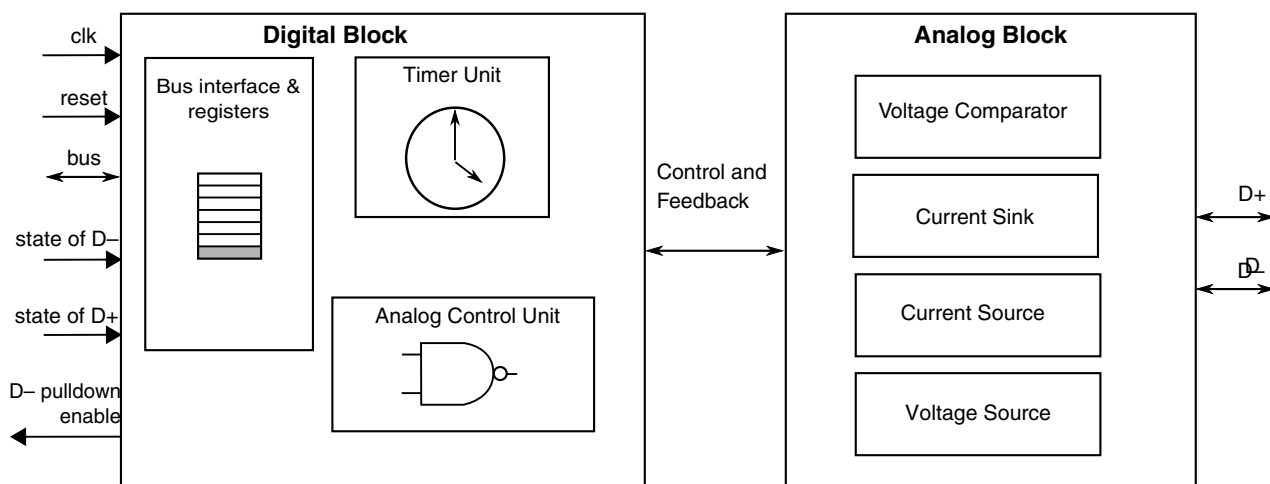 Digital Block
clk
reset
bus
state of D–
state of D+
D– pulldown
enable
Bus interface &
registers
Timer Unit
Analog Control Unit
Control and
Feedback
Analog Block
Voltage Comparator
Current Sink
Current Source
Voltage Source
D+
D–